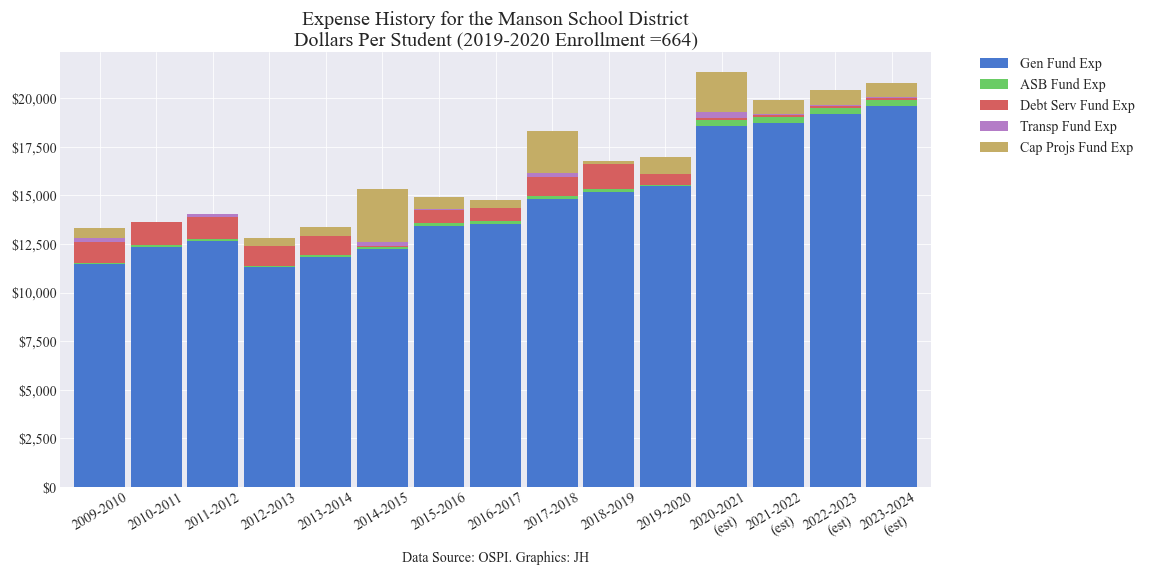 Expense History for the Manson School District
Dollars Per Student (2019-2020 Enrollment =664)
Gen Fund Exp
ASB Fund Exp
Debt Serv Fund Exp
Transp Fund Exp
Cap Projs Fund Exp
$20,000
$17,500
$15,000
$12,500
$10,000
$7,500
$5,000
$2,500
$0
2009-2010
2010-2011
2011-2012
2012-2013
2013-2014
2014-2015
2015-2016
2016-2017
2017-2018
2018-2019
2019-2020
2020-2021
(est)
2021-2022
(est)
2022-2023
(est)
2023-2024
(est)
Data Source: OSPI. Graphics: JH